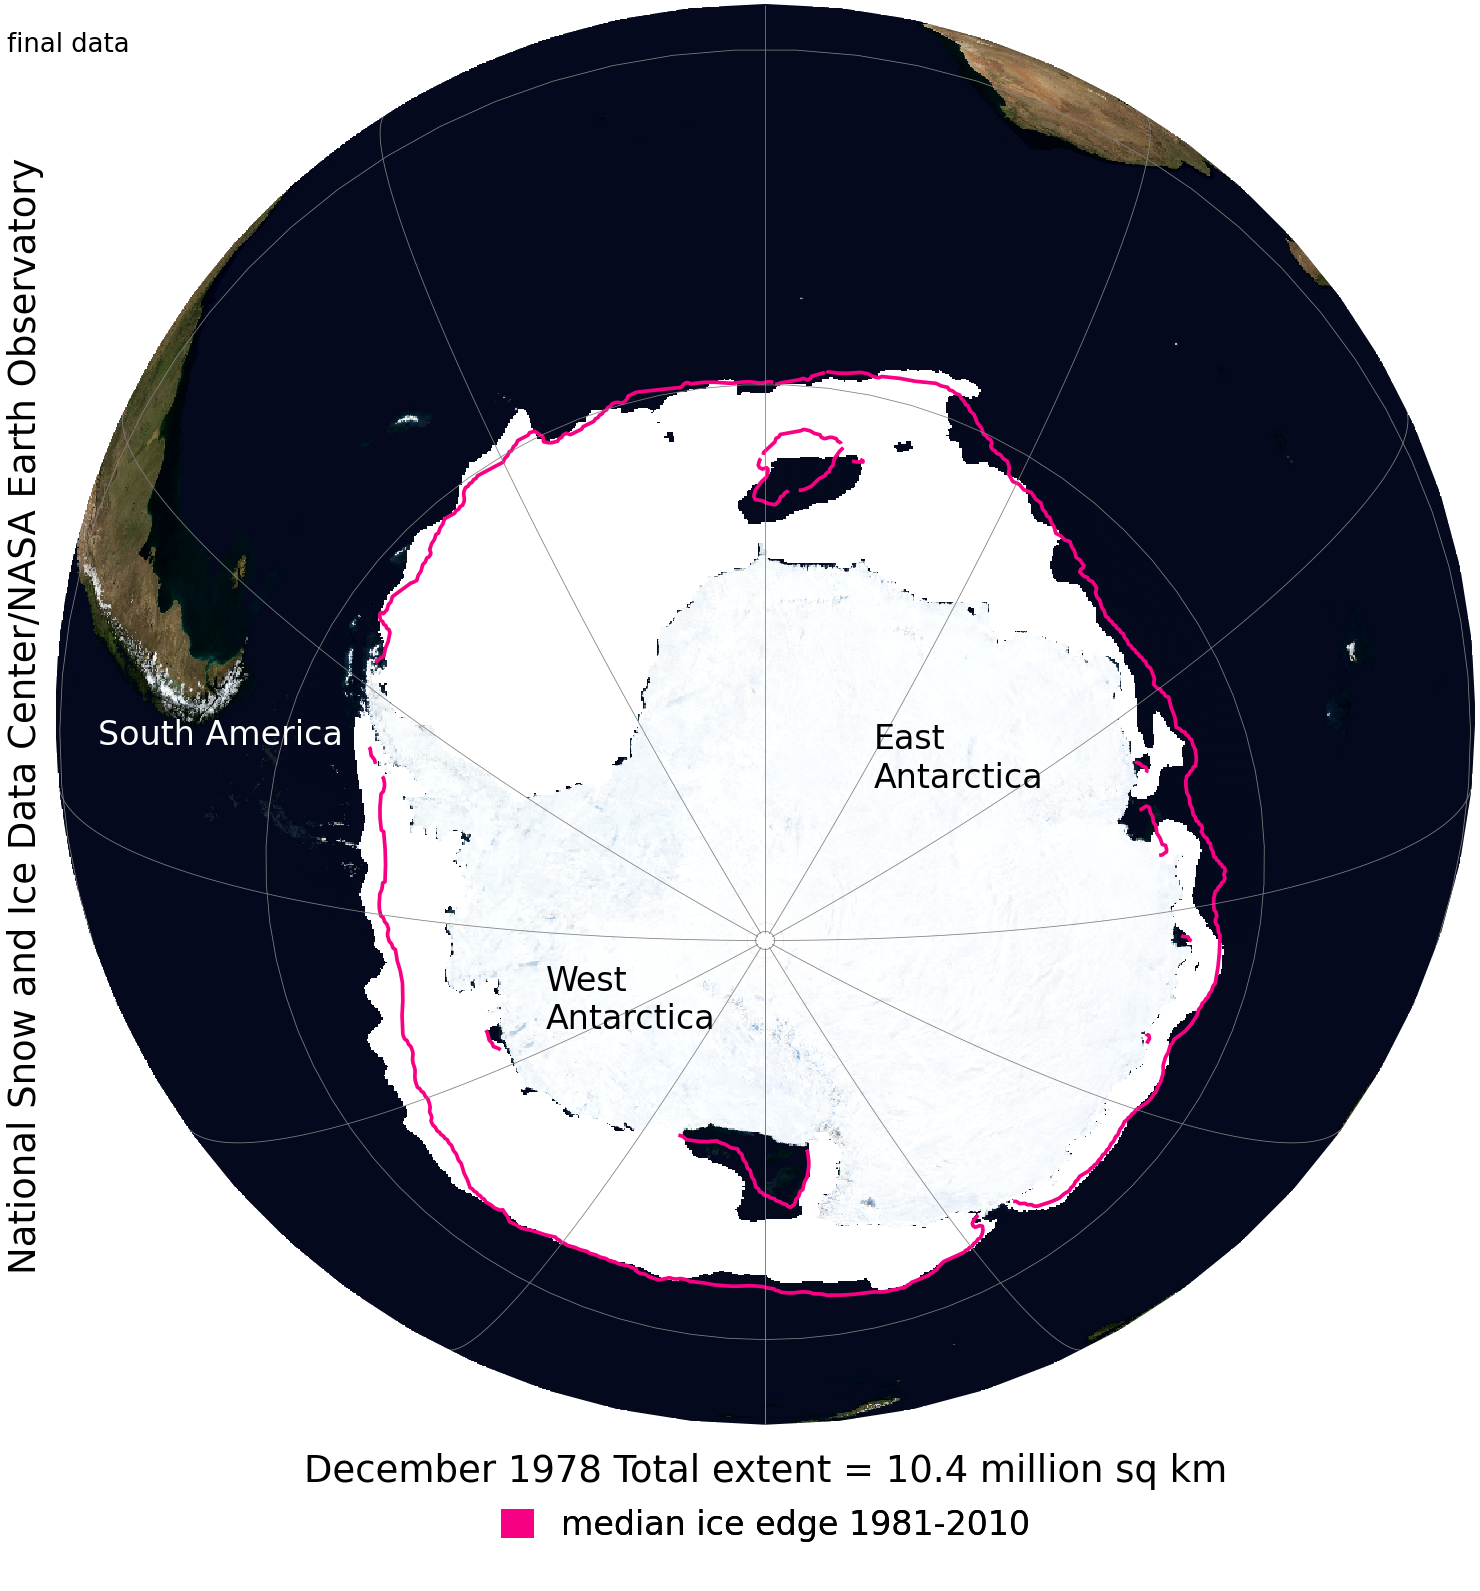 final data
National Snow and Ice Data Center/NASA Earth Observatory
South America
East
Antarctica
West
Antarctica
December 1978 Total extent = 10.4 million sq km
median ice edge 1981-2010